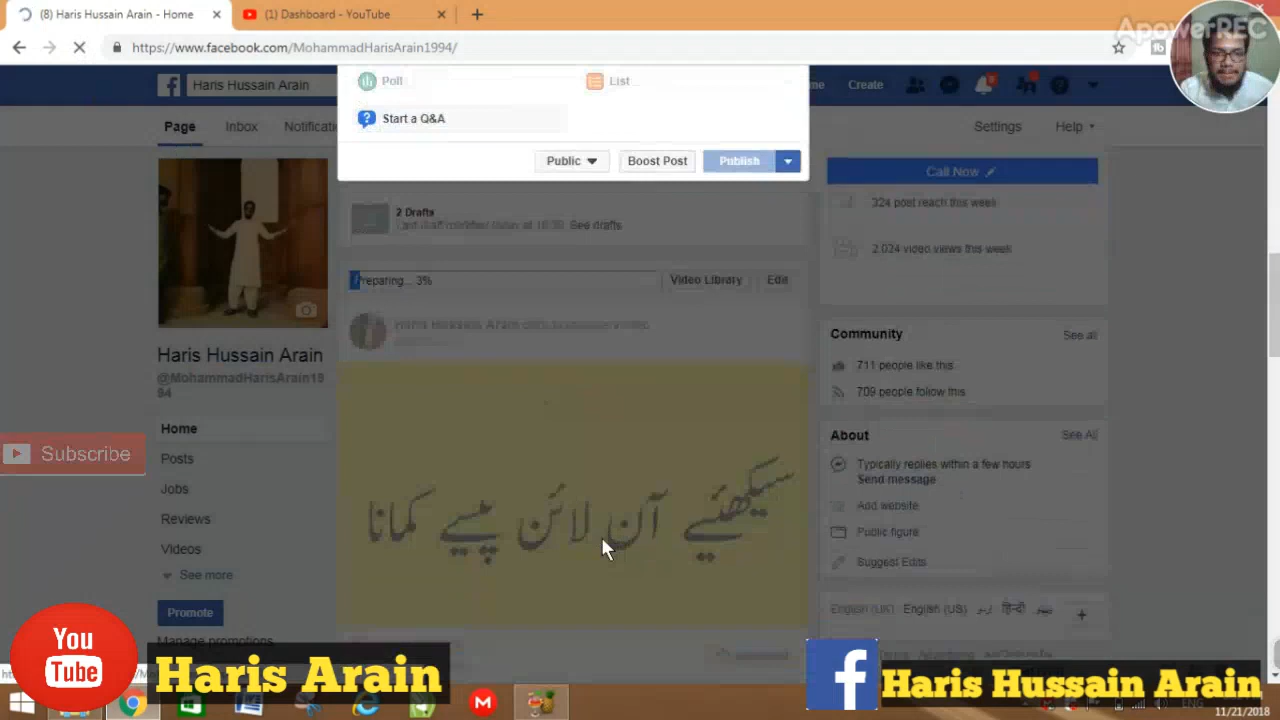 (8) Haris Hussain Arain - Home
(1) Dashboard - YouTube
ApowerREC
https://www.facebook.com/MohammadHarisArain1994/
Haris Hussain Arain
Create
Page
Inbox
Settings
Help
Poll
List
Start a Q&A
Public
Boost Post
Publish
Call Now
324 post reach this week
2 Drafts
See drafts
2,024 video views this week
Preparing... 3%
Video Library
Edit
Community
See all
711 people like this
709 people follow this
Haris Hussain Arain
@MohammadHarisArain1994
Home
Posts
Jobs
Reviews
Videos
See more
Promote
Manage promotions
About
See All
Typically replies within a few hours
Send message
Add website
Public figure
Suggest Edits
English (UK) English (US) اردو हिन्दी
سیکھئیے آن لائن پیسے کمانا
Subscribe
You
Tube
Haris Arain
Haris Hussain Arain
ENG
11/21/2018